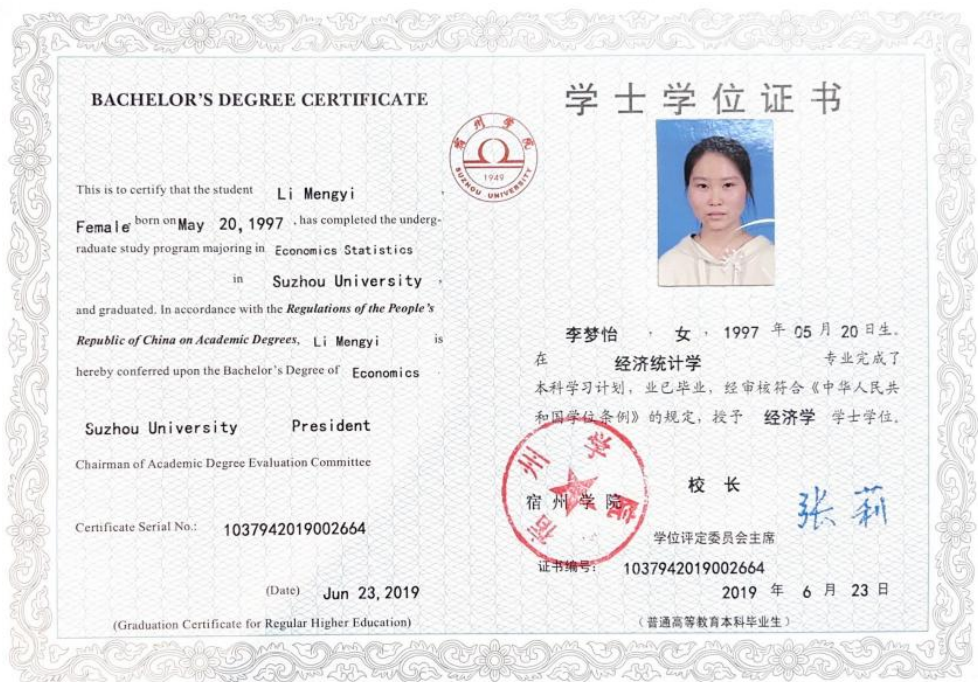 BACHELOR'S DEGREE CERTIFICATE
This is to certify that the student Li Mengyi ,
Female, born on May 20,1997 , has completed the underg-
raduate study program majoring in Economics Statistics
in Suzhou University ,
and graduated. In accordance with the Regulations of the People's
Republic of China on Academic Degrees, Li Mengyi is
hereby conferred upon the Bachelor's Degree of Economics
Suzhou University President
Chairman of Academic Degree Evaluation Committee
Certificate Serial No.: 1037942019002664
(Date) Jun 23,2019
(Graduation Certificate for Regular Higher Education)
宿州学院
1949
SUZHOU UNIVERSITY
学士学位证书
李梦怡 , 女 , 1997 年 05 月 20 日生。
在 经济统计学 专业完成了
本科学习计划，业已毕业，经审核符合《中华人民共
和国学位条例》的规定，授予 经济学 学士学位。
宿州学院
宿州学院 校长
张莉
学位评定委员会主席
证书编号： 1037942019002664
2019 年 6 月 23 日
（普通高等教育本科毕业生）